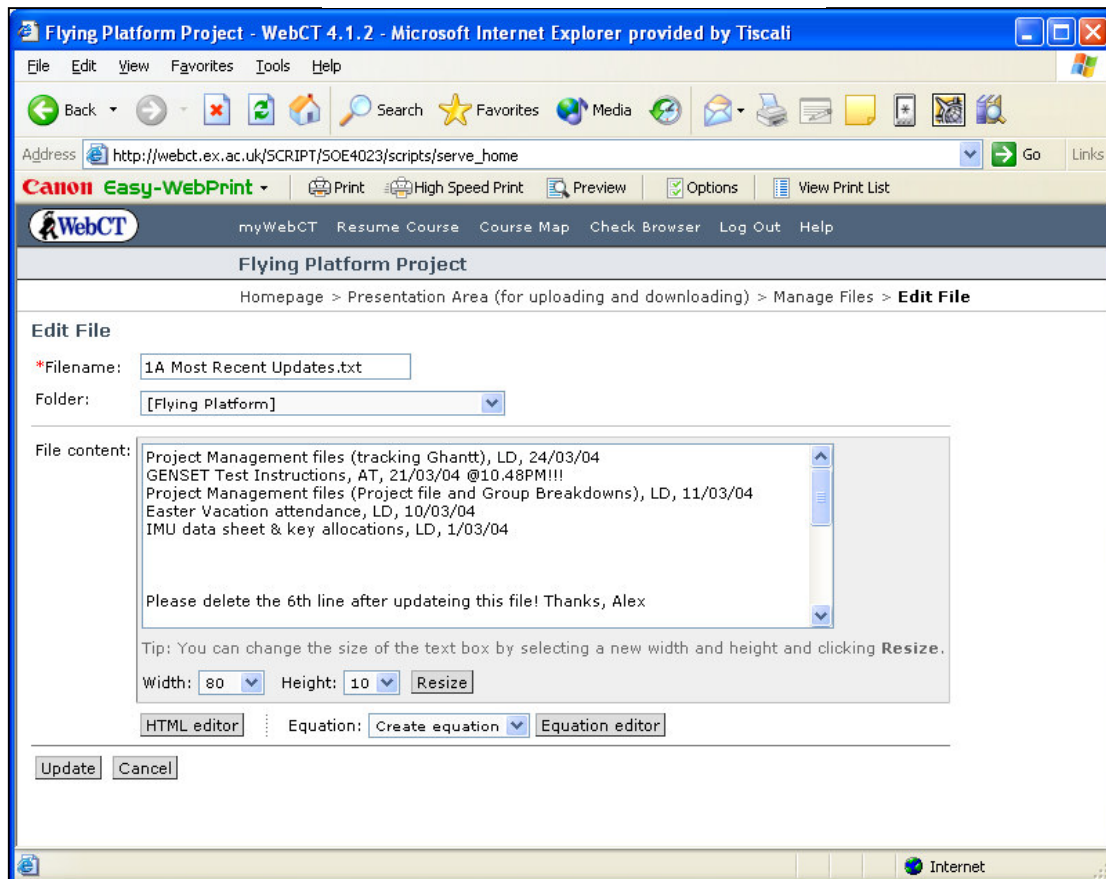 Flying Platform Project - WebCT 4.1.2 - Microsoft Internet Explorer provided by Tiscali
File Edit View Favorites Tools Help
Back Search Favorites Media
Address http://webct.ex.ac.uk/SCRIPT/SOE4023/scripts/serve_home Go Links
Canon Easy-WebPrint Print High Speed Print Preview Options View Print List
WebCT myWebCT Resume Course Course Map Check Browser Log Out Help
Flying Platform Project
Homepage > Presentation Area (for uploading and downloading) > Manage Files > Edit File
Edit File
*Filename: 1A Most Recent Updates.txt
Folder: [Flying Platform]
File content:
Project Management files (tracking Ghantt), LD, 24/03/04
GENSET Test Instructions, AT, 21/03/04 @10.48PM!!!
Project Management files (Project file and Group Breakdowns), LD, 11/03/04
Easter Vacation attendance, LD, 10/03/04
IMU data sheet & key allocations, LD, 1/03/04
Please delete the 6th line after updateing this file! Thanks, Alex
Tip: You can change the size of the text box by selecting a new width and height and clicking Resize.
Width: 80 Height: 10 Resize
HTML editor Equation: Create equation Equation editor
Update Cancel
Internet